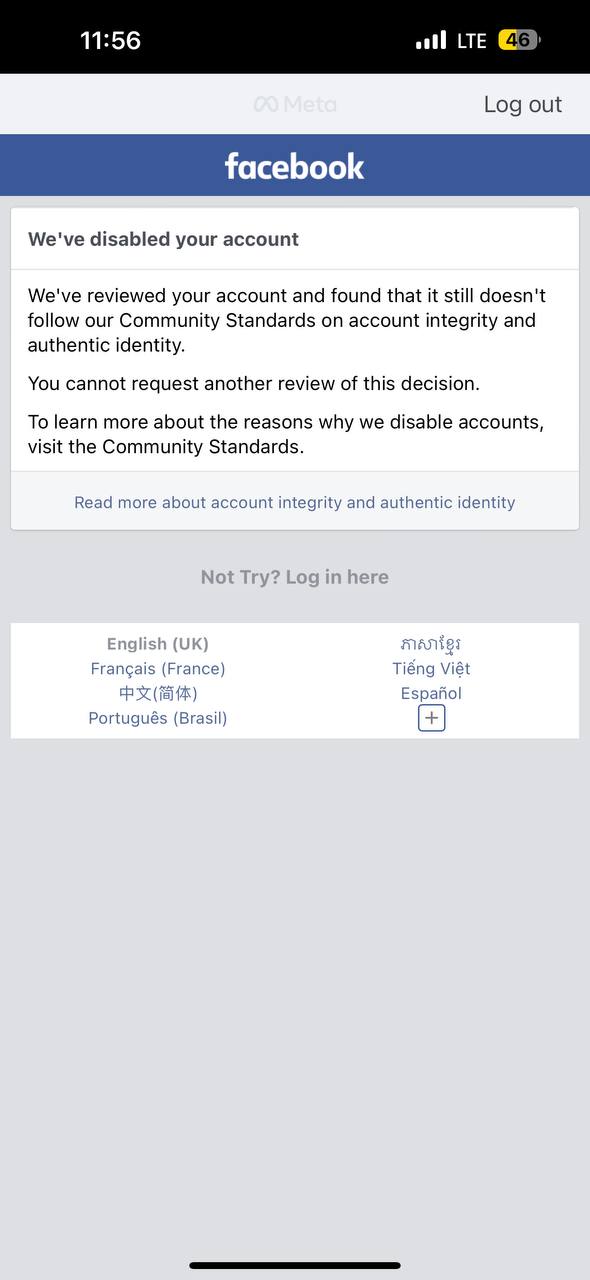 11:56 LTE 46
Meta Log out
facebook
We've disabled your account
We've reviewed your account and found that it still doesn't
follow our Community Standards on account integrity and
authentic identity.
You cannot request another review of this decision.
To learn more about the reasons why we disable accounts,
visit the Community Standards.
Read more about account integrity and authentic identity
Not Try? Log in here
English (UK) ភាសាខ្មែរ
Français (France) Tiếng Việt
中文(简体) Español
Português (Brasil) +